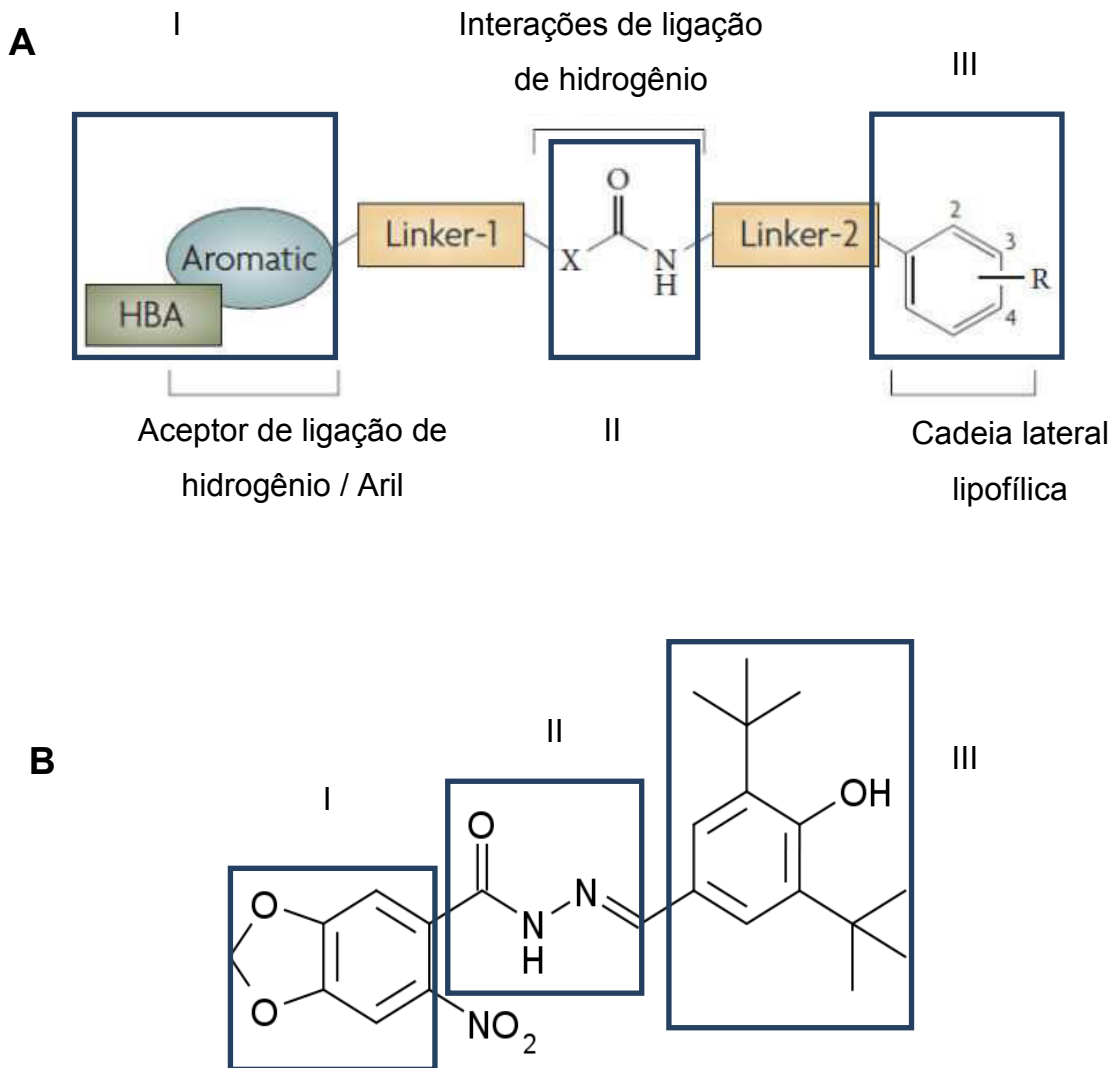 A
I
Interações de ligação
de hidrogênio
III
HBA
Aromatic
Linker-1
X
O
N
H
Linker-2
2
3
4
R
Aceptor de ligação de
hidrogênio / Aril
II
Cadeia lateral
lipofílica
B
I
II
III
O
O
O
N
H
N
NO2
OH